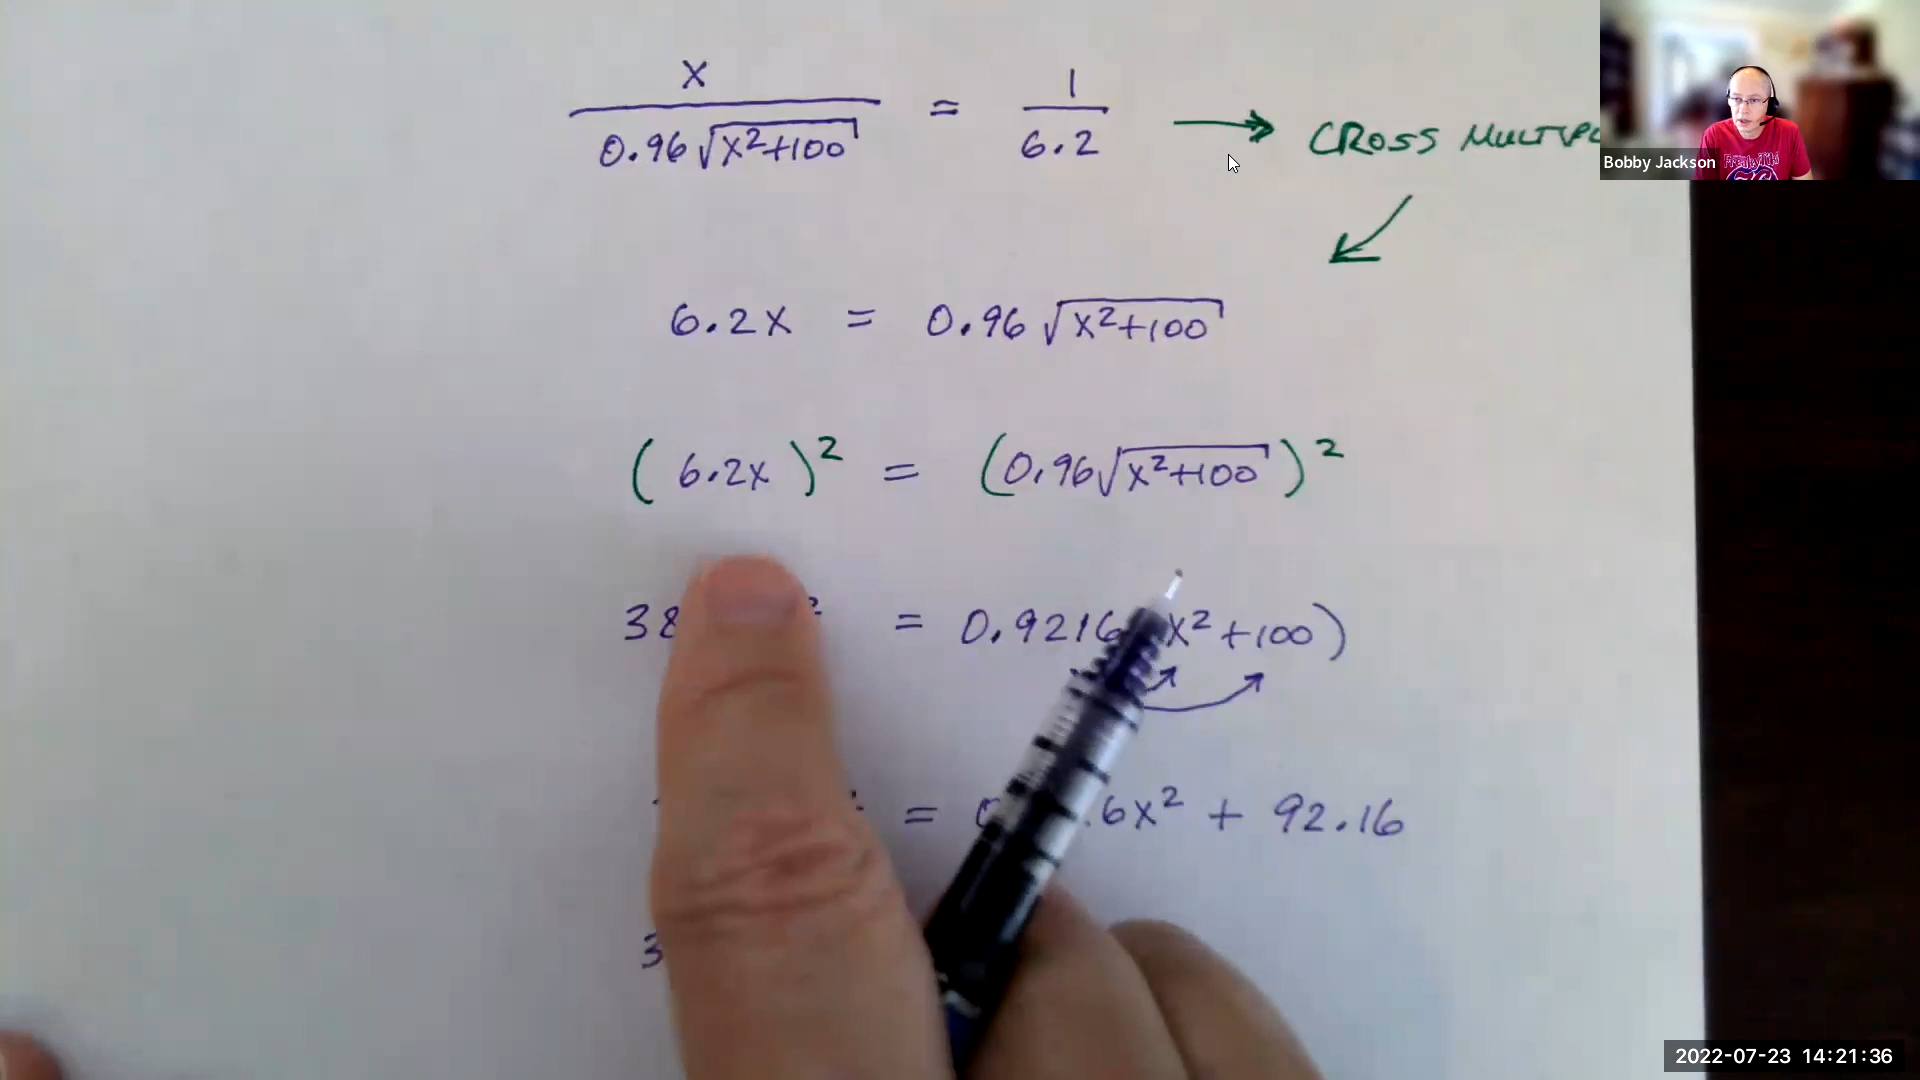 x / 0.96√(x²+100) = 1 / 6.2 → CROSS
Bobby Jackson
6.2x = 0.96√(x²+100)
(6.2x)² = (0.96√(x²+100))²
38 ² = 0.9216 x²+100)
= 6x² + 92.16
3
2022-07-23 14:21:36